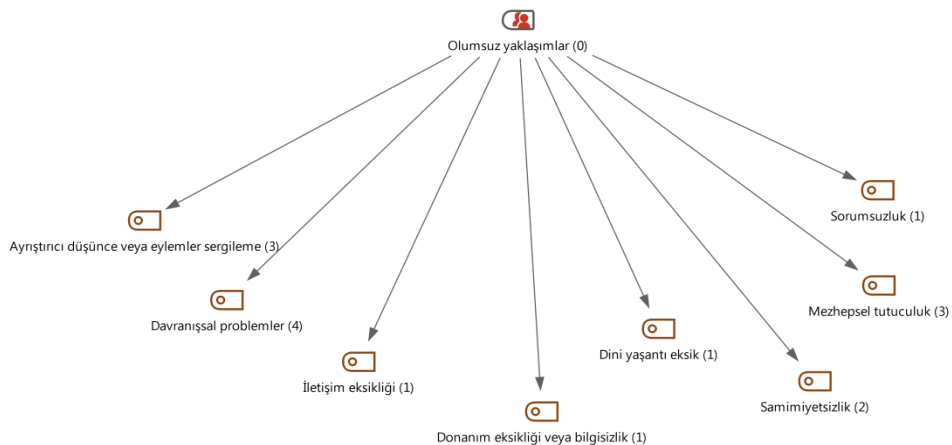 Olumsuz yaklaşımlar (0)
Sorumsuzluk (1)
Ayrıştırıcı düşünce veya eylemler sergileme (3)
Mezhepsel tutuculuk (3)
Davranışsal problemler (4)
Dini yaşantı eksik (1)
İletişim eksikliği (1)
Samimiyetsizlik (2)
Donanım eksikliği veya bilgisizlik (1)